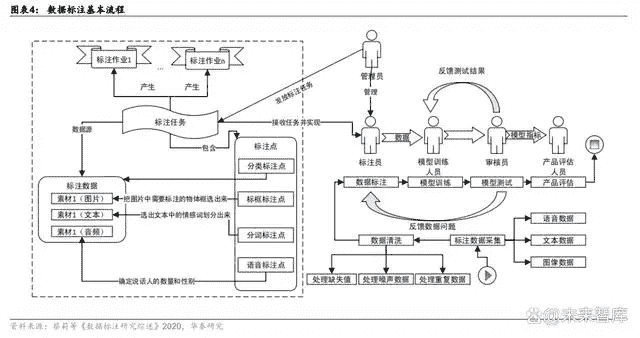 图表4： 数据标注基本流程
标注作业1
...
标注作业n
产生
产生
数据源
标注任务
包含
发放标注任务
接收任务并实现
管理员
管理
反馈测试结果
标注员
数据
模型训练
人员
审核员
模型指标
产品评估
人员
标注点
分类标注点
标框标注点
分词标注点
语音标注点
标注数据
素材1（图片）
素材1（文本）
素材1（音频）
把图片中需要标注的物体框选出来
选出文本中的情感词划分出来
确定说话人的数量和性别
数据标注
模型训练
模型测试
产品评估
反馈数据问题
数据清洗
标注数据采集
语音数据
文本数据
图像数据
处理缺失值
处理噪声数据
处理重复数据
资料来源：蔡莉等《数据标注研究综述》2020，华泰研究
未来智库